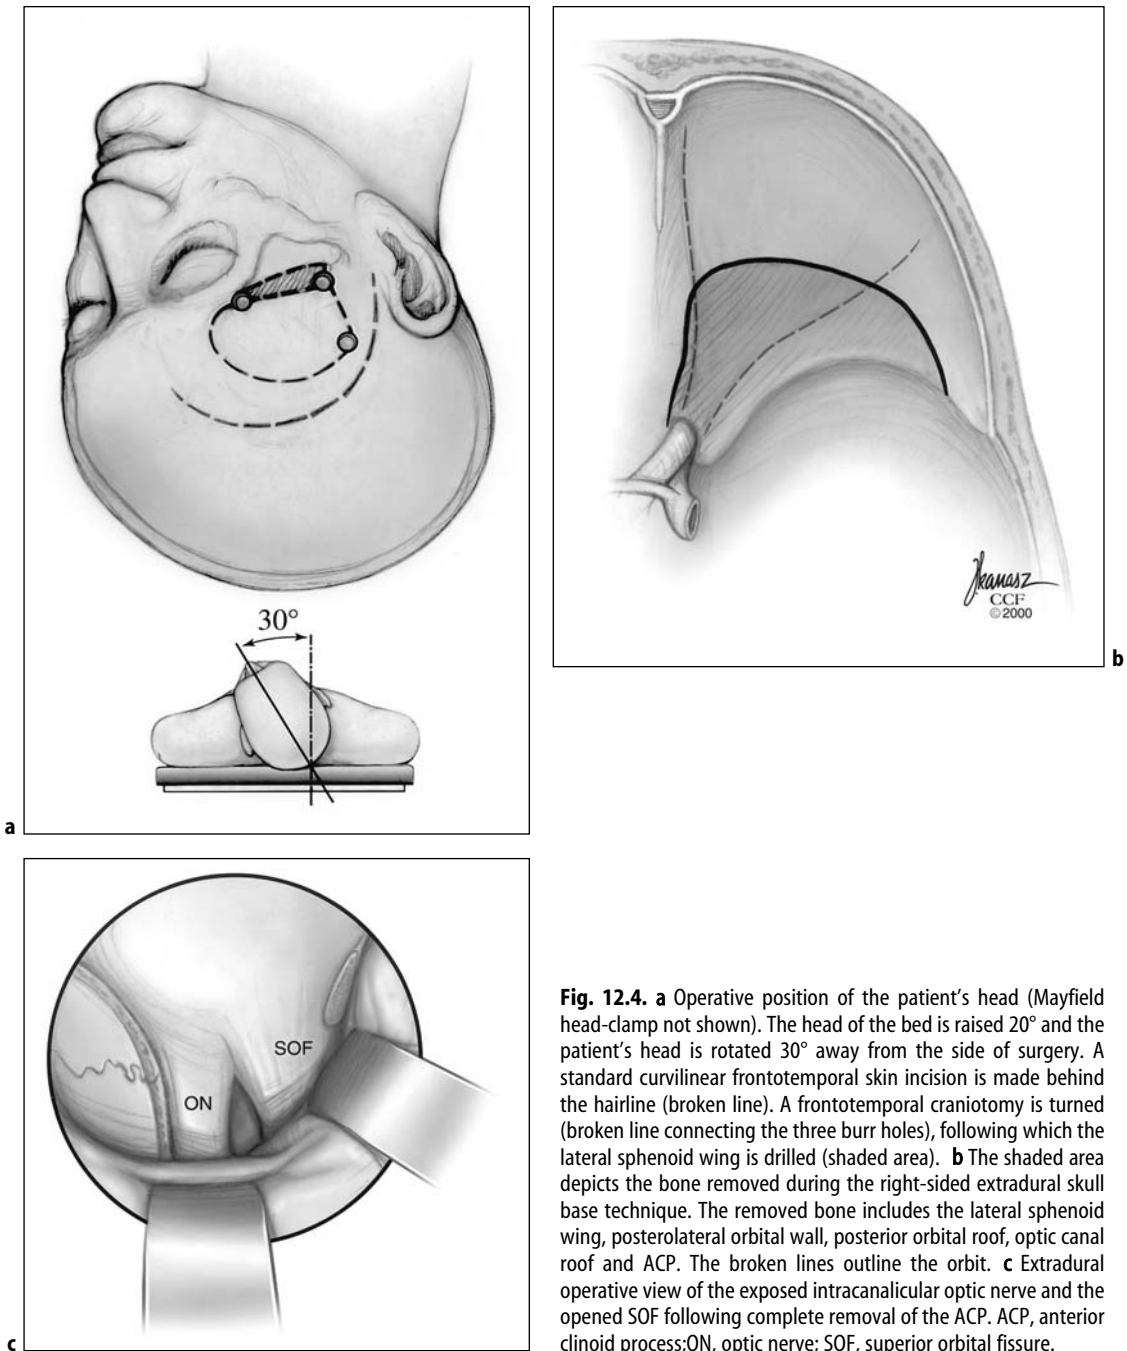 30°
a
Jkanasz
CCF
©2000
b
SOF
ON
c
Fig. 12.4. a Operative position of the patient's head (Mayfield
head-clamp not shown). The head of the bed is raised 20° and the
patient's head is rotated 30° away from the side of surgery. A
standard curvilinear frontotemporal skin incision is made behind
the hairline (broken line). A frontotemporal craniotomy is turned
(broken line connecting the three burr holes), following which the
lateral sphenoid wing is drilled (shaded area). b The shaded area
depicts the bone removed during the right-sided extradural skull
base technique. The removed bone includes the lateral sphenoid
wing, posterolateral orbital wall, posterior orbital roof, optic canal
roof and ACP. The broken lines outline the orbit. c Extradural
operative view of the exposed intracanalicular optic nerve and the
opened SOF following complete removal of the ACP. ACP, anterior
clinoid process;ON, optic nerve; SOF, superior orbital fissure.